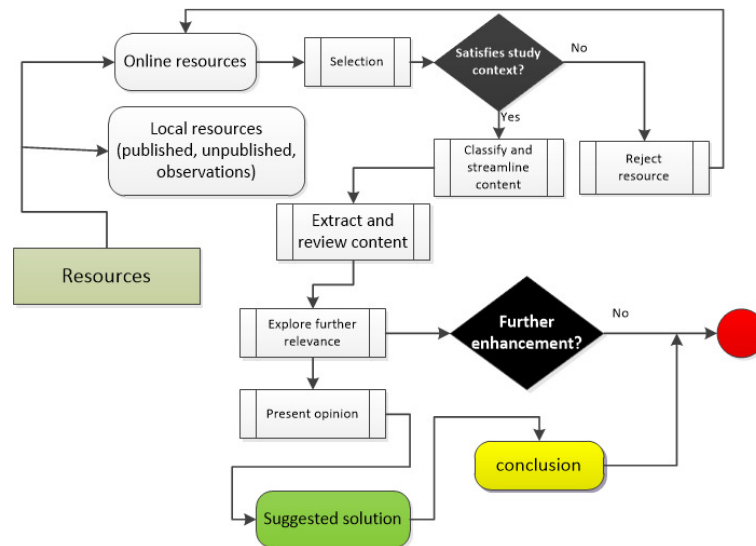 Online resources
Selection
Satisfies study
context?
No
Yes
Local resources
(published, unpublished,
observations)
Classify and
streamline
content
Reject
resource
Extract and
review content
Resources
Explore further
relevance
Further
enhancement?
No
Present opinion
conclusion
Suggested solution